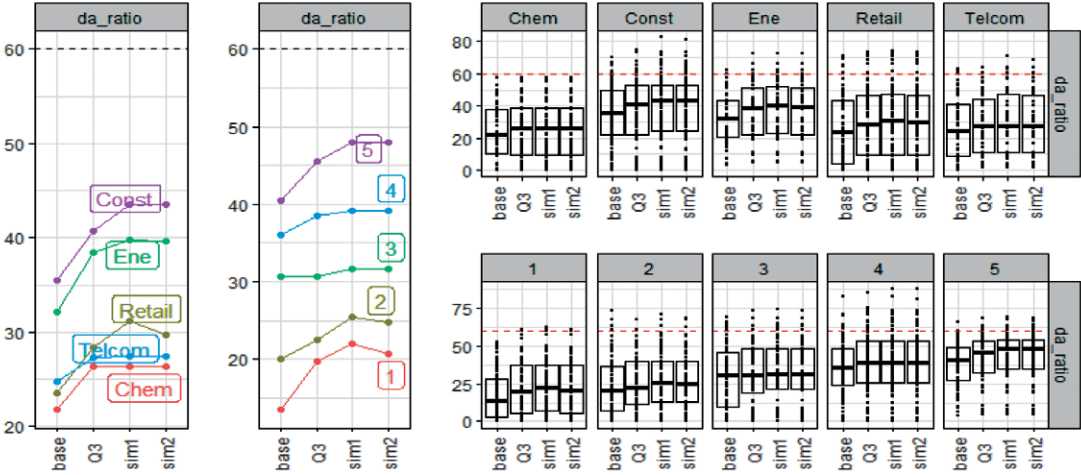 da_ratio
60
50
40
30
20
Const
Ene
Retail
Telcom
Chem
base
Q3
sim1
sim2
da_ratio
60
50
40
30
20
5
4
3
2
1
base
Q3
sim1
sim2
Chem Const Ene Retail Telcom
80
60
40
20
0
da_ratio
base Q3 sim1 sim2 base Q3 sim1 sim2 base Q3 sim1 sim2 base Q3 sim1 sim2 base Q3 sim1 sim2
1 2 3 4 5
75
50
25
0
da_ratio
base Q3 sim1 sim2 base Q3 sim1 sim2 base Q3 sim1 sim2 base Q3 sim1 sim2 base Q3 sim1 sim2